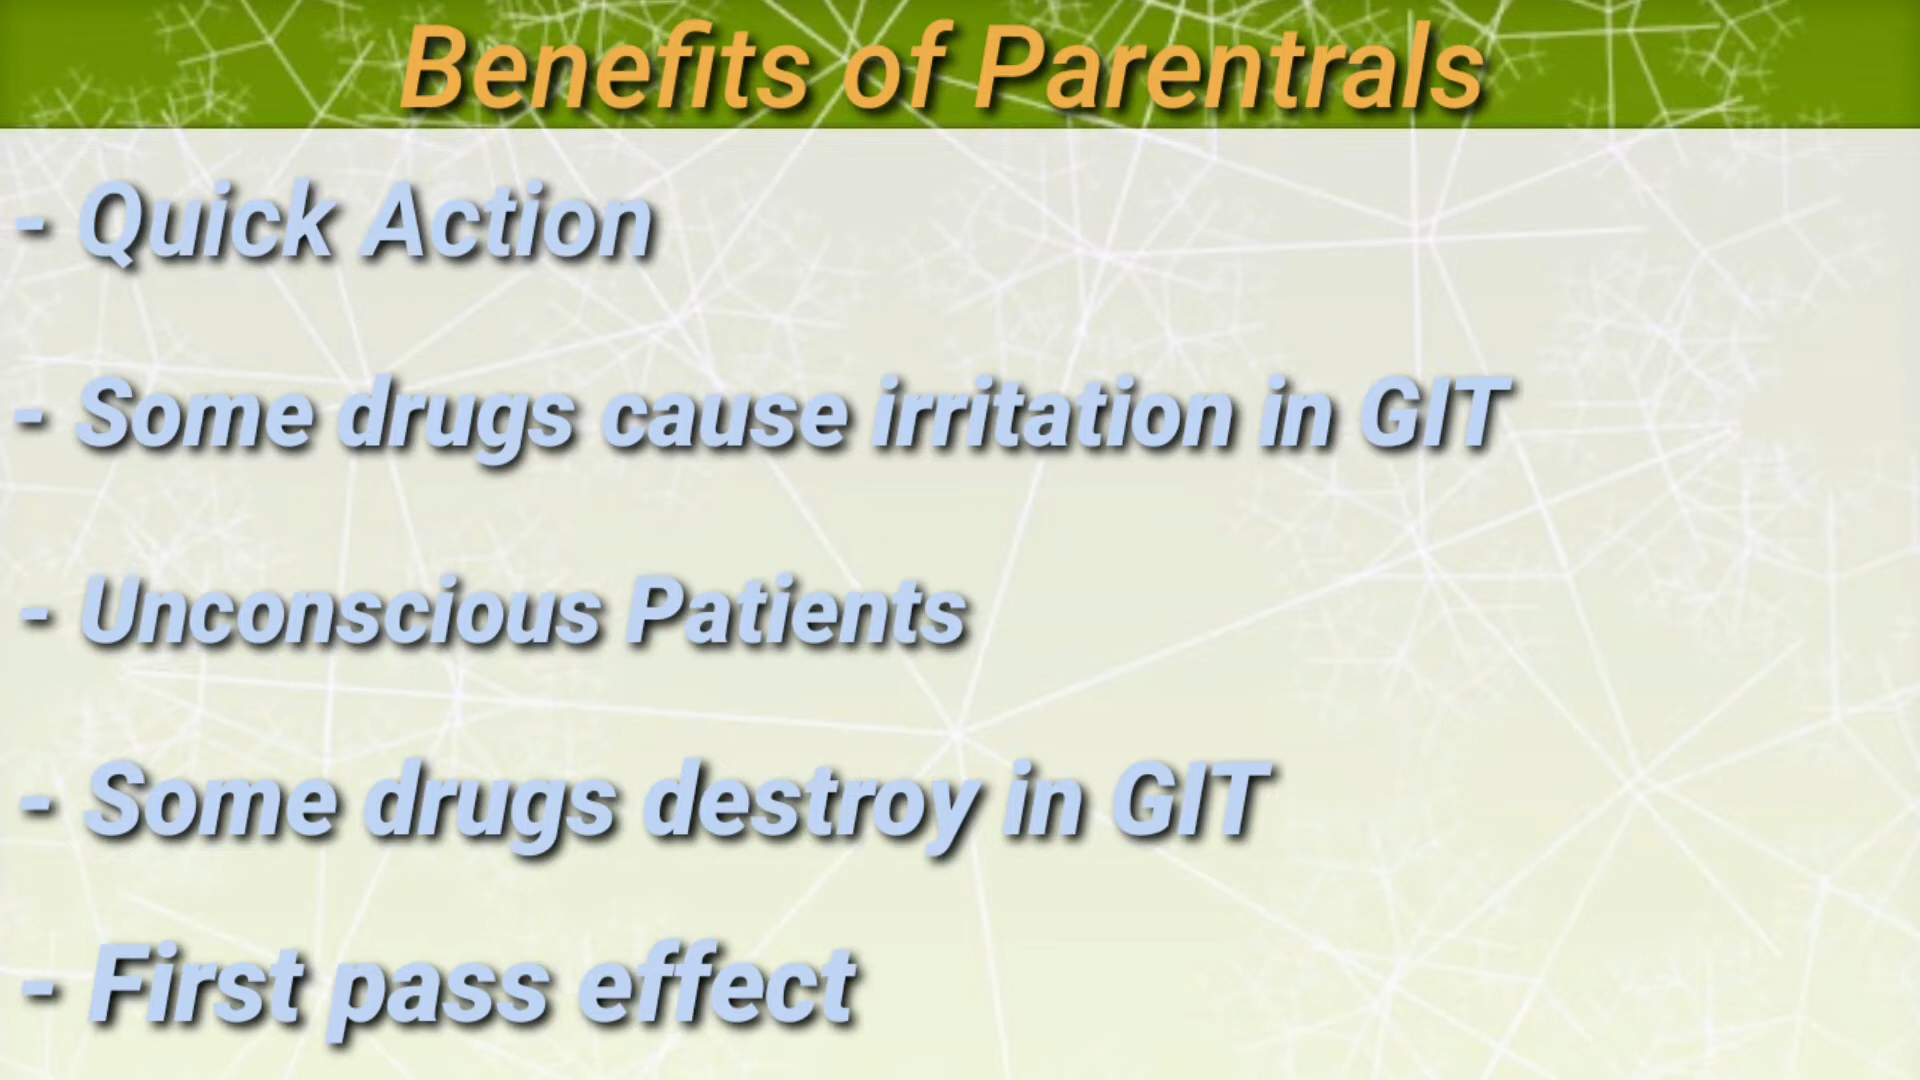 Benefits of Parentrals
- Quick Action
- Some drugs cause irritation in GIT
- Unconscious Patients
- Some drugs destroy in GIT
- First pass effect